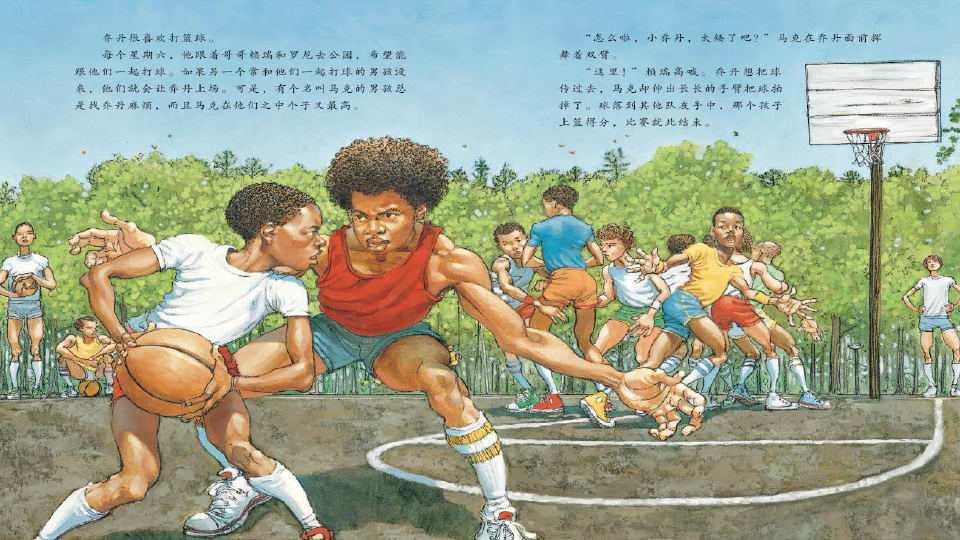 乔丹很喜欢打篮球。
每个星期六，他跟着哥哥赖瑞和罗尼去公园，希望能
跟他们一起打球。如果另一个常和他们一起打球的男孩没
来，他们就会让乔丹上场。可是，有个名叫马克的男孩总
是找乔丹麻烦，而且马克在他们之中个子又最高。
“怎么啦，小乔丹，太矮了吧？”马克在乔丹面前挥
舞着双臂。
“这里！”赖瑞高喊。乔丹想把球
传过去，马克却伸出长长的手臂把球拍
掉了。球落到其他队友手中，那个孩子
上篮得分，比赛就此结束。